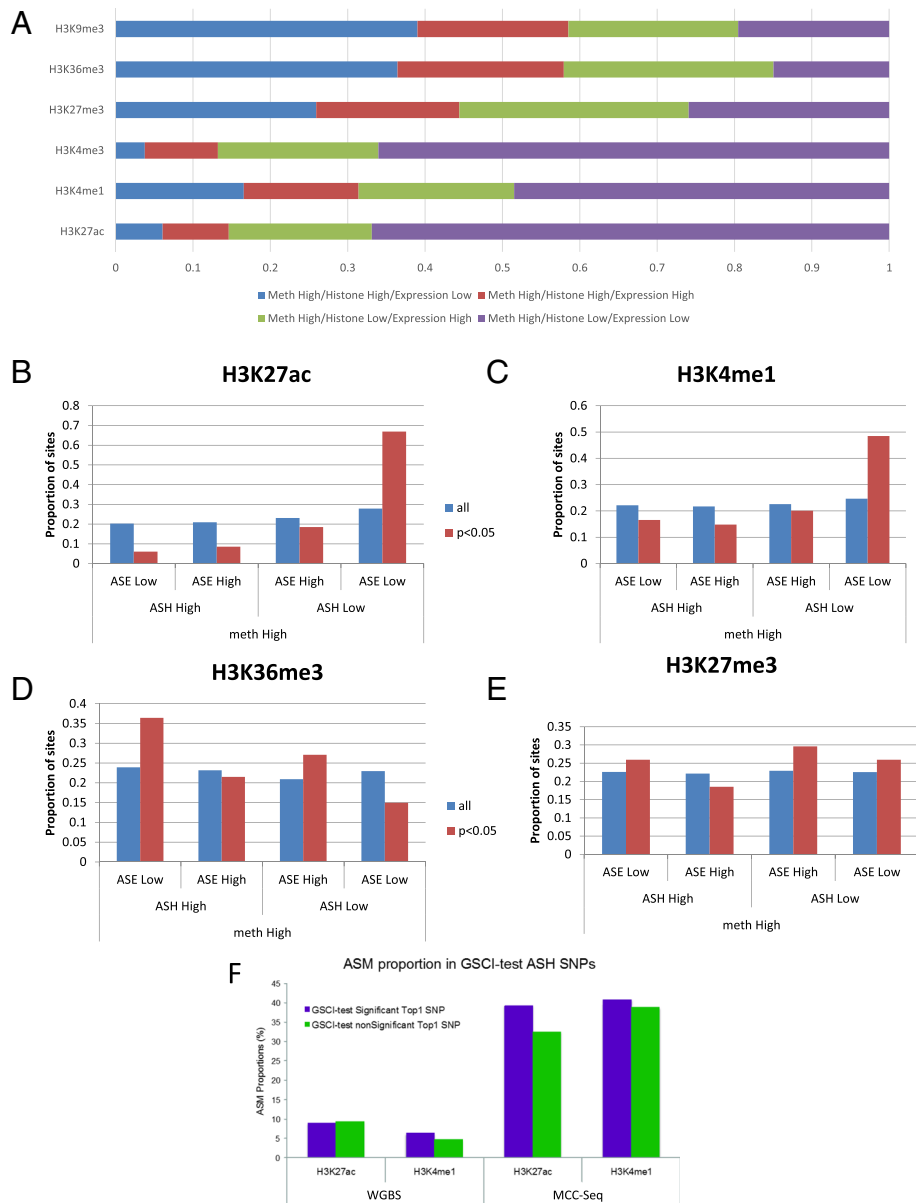 A
H3K9me3
H3K36me3
H3K27me3
H3K4me3
H3K4me1
H3K27ac
0 0.1 0.2 0.3 0.4 0.5 0.6 0.7 0.8 0.9 1
Meth High/Histone High/Expression Low Meth High/Histone High/Expression High
Meth High/Histone Low/Expression High Meth High/Histone Low/Expression Low
B
H3K27ac
Proportion of sites
0.8
0.7
0.6
0.5
0.4
0.3
0.2
0.1
0
ASE Low ASE High ASE High ASE Low
ASH High ASH Low
meth High
all
p<0.05
C
H3K4me1
Proportion of sites
0.6
0.5
0.4
0.3
0.2
0.1
0
ASE Low ASE High ASE High ASE Low
ASH High ASH Low
meth High
D
H3K36me3
Proportion of sites
0.4
0.35
0.3
0.25
0.2
0.15
0.1
0.05
0
ASE Low ASE High ASE High ASE Low
ASH High ASH Low
meth High
all
p<0.05
E
H3K27me3
Proportion of sites
0.35
0.3
0.25
0.2
0.15
0.1
0.05
0
ASE Low ASE High ASE High ASE Low
ASH High ASH Low
meth High
F
ASM proportion in GSCI-test ASH SNPs
ASM Proportions (%)
45
40
35
30
25
20
15
10
5
0
GSCI-test Significant Top1 SNP
GSCI-test nonSignificant Top1 SNP
H3K27ac H3K4me1 H3K27ac H3K4me1
WGBS MCC-Seq